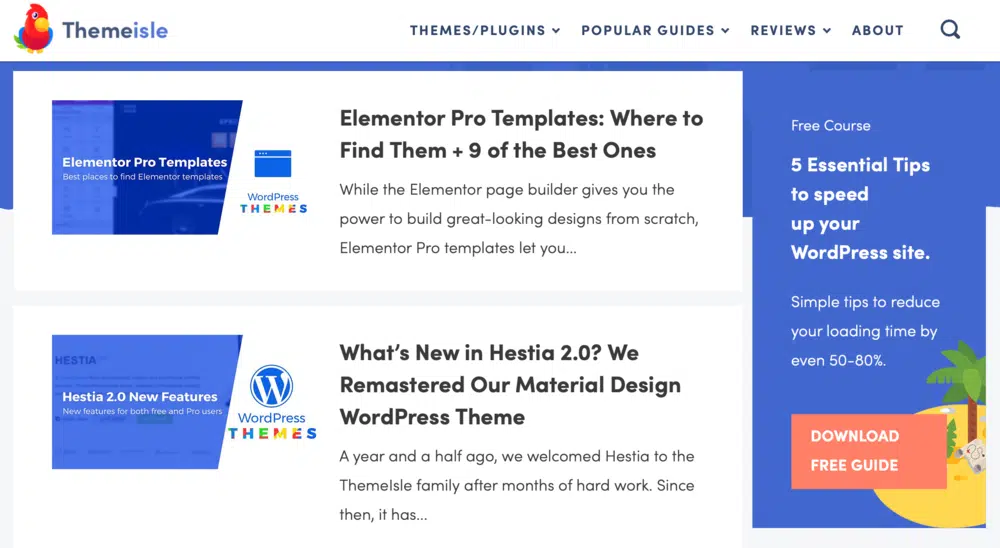 Themeisle
THEMES/PLUGINS
POPULAR GUIDES
REVIEWS
ABOUT
Elementor Pro Templates
Best places to find Elementor templates
WordPress
THEMES
Elementor Pro Templates: Where to
Find Them + 9 of the Best Ones
While the Elementor page builder gives you the
power to build great-looking designs from scratch,
Elementor Pro templates let you...
HESTIA
Hestia 2.0 New Features
New features for both free and Pro users
WordPress
THEMES
What’s New in Hestia 2.0? We
Remastered Our Material Design
WordPress Theme
A year and a half ago, we welcomed Hestia to the
ThemeIsle family after months of hard work. Since
then, it has...
Free Course
5 Essential Tips
to speed
up your
WordPress site.
Simple tips to reduce
your loading time by
even 50-80%.
DOWNLOAD
FREE GUIDE